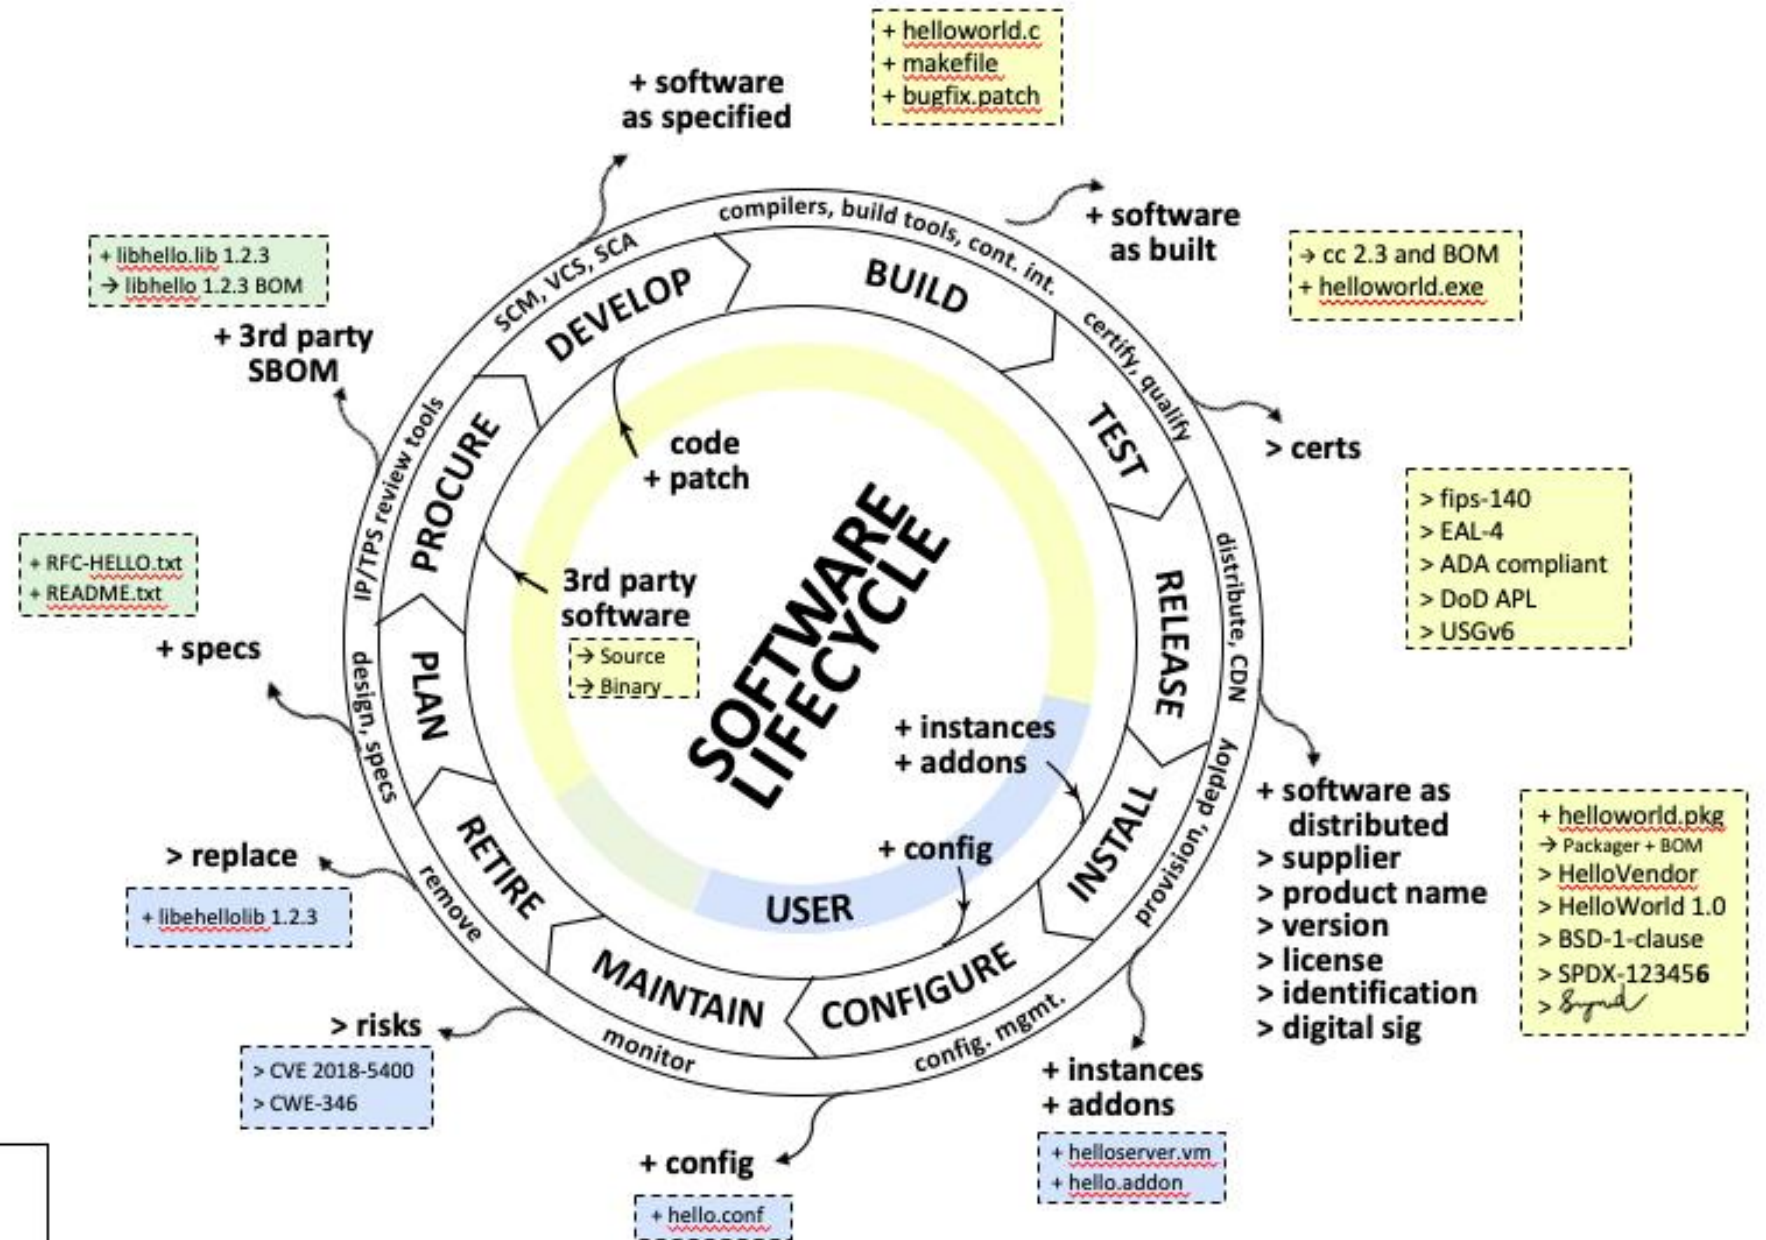 + helloworld.c
+ makefile
+ bugfix.patch
+ software
as specified
+ software
as built
→ cc 2.3 and BOM
+ helloworld.exe
+ libhello.lib 1.2.3
→ libhello 1.2.3 BOM
+ 3rd party
SBOM
compilers, build tools, cont. int.
SCM, VCS, SCA
certify, qualify
IP/TPS review tools
distribute, CDN
design, specs
provision, deploy
remove
monitor
config. mgmt.
DEVELOP
BUILD
TEST
RELEASE
INSTALL
CONFIGURE
MAINTAIN
RETIRE
PLAN
PROCURE
code
+ patch
3rd party
software
→ Source
→ Binary
SOFTWARE
LIFECYCLE
+ instances
+ addons
+ config
USER
> certs
> fips-140
> EAL-4
> ADA compliant
> DoD APL
> USGv6
+ RFC-HELLO.txt
+ README.txt
+ specs
> replace
+ libehellolib 1.2.3
> risks
> CVE 2018-5400
> CWE-346
+ config
+ hello.conf
+ instances
+ addons
+ helloserver.vm
+ hello.addon
+ software as
distributed
> supplier
> product name
> version
> license
> identification
> digital sig
+ helloworld.pkg
→ Packager + BOM
> HelloVendor
> HelloWorld 1.0
> BSD-1-clause
> SPDX-123456
> Signed